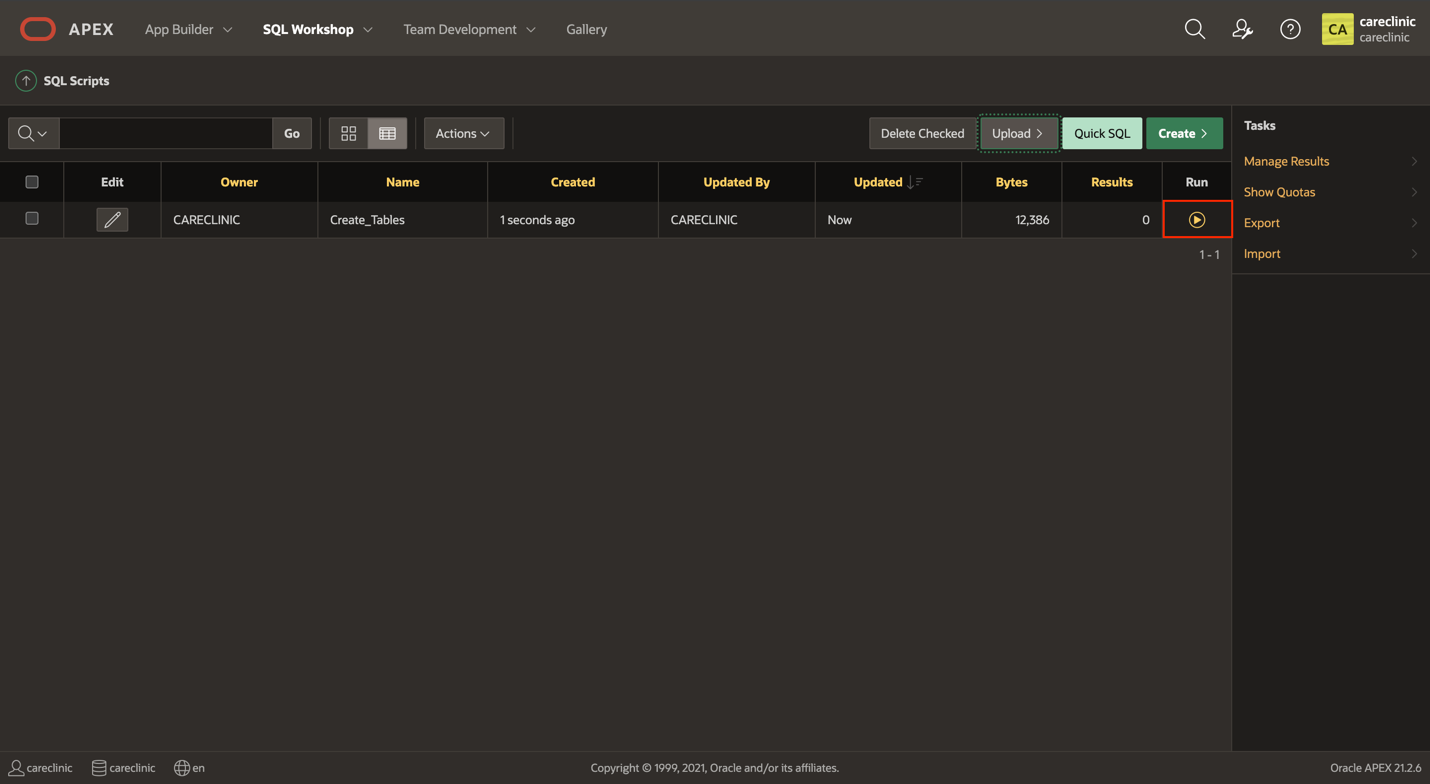 APEX App Builder SQL Workshop Team Development Gallery CA careclinic
careclinic
SQL Scripts
Go Actions Delete Checked Upload Quick SQL Create
Tasks
Manage Results
Show Quotas
Export
Import
Edit Owner Name Created Updated By Updated Bytes Results Run
CARECLINIC Create_Tables 1 seconds ago CARECLINIC Now 12,386 0
1 - 1
careclinic careclinic en Copyright © 1999, 2021, Oracle and/or its affiliates. Oracle APEX 21.2.6